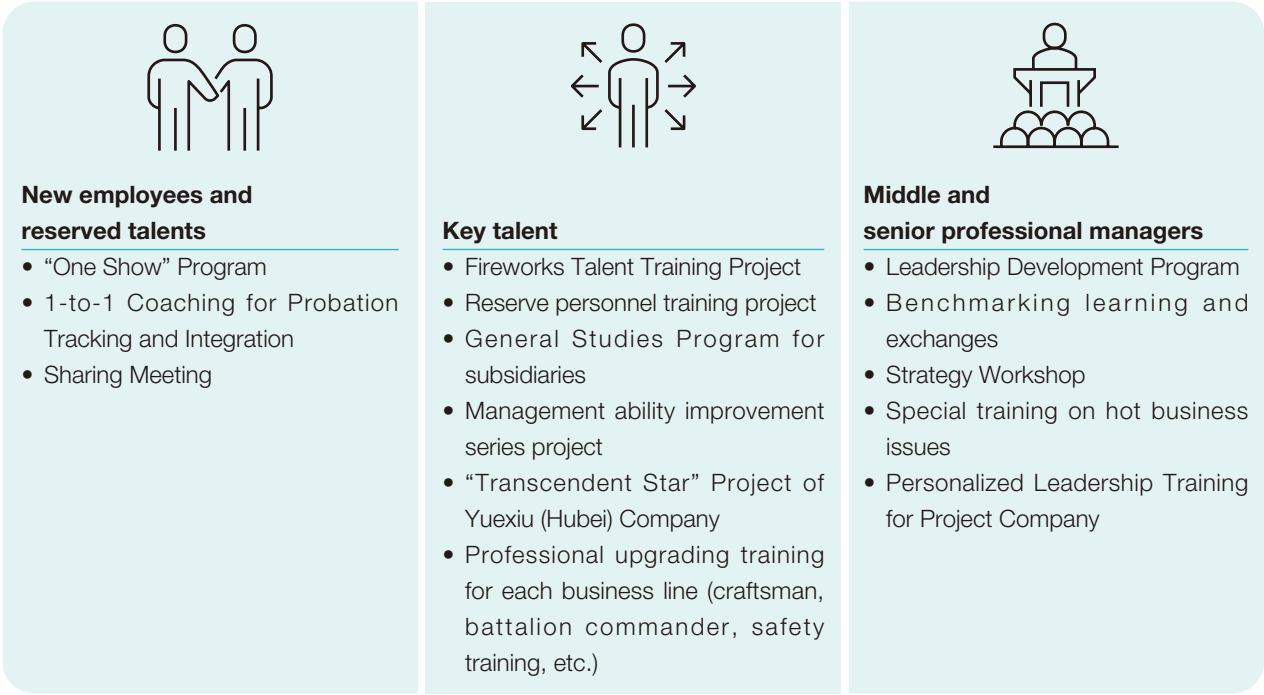 New employees and
reserved talents
• “One Show” Program
• 1-to-1 Coaching for Probation
Tracking and Integration
• Sharing Meeting
Key talent
• Fireworks Talent Training Project
• Reserve personnel training project
• General Studies Program for
subsidiaries
• Management ability improvement
series project
• “Transcendent Star” Project of
Yuexiu (Hubei) Company
• Professional upgrading training
for each business line (craftsman,
battalion commander, safety
training, etc.)
Middle and
senior professional managers
• Leadership Development Program
• Benchmarking learning and
exchanges
• Strategy Workshop
• Special training on hot business
issues
• Personalized Leadership Training
for Project Company